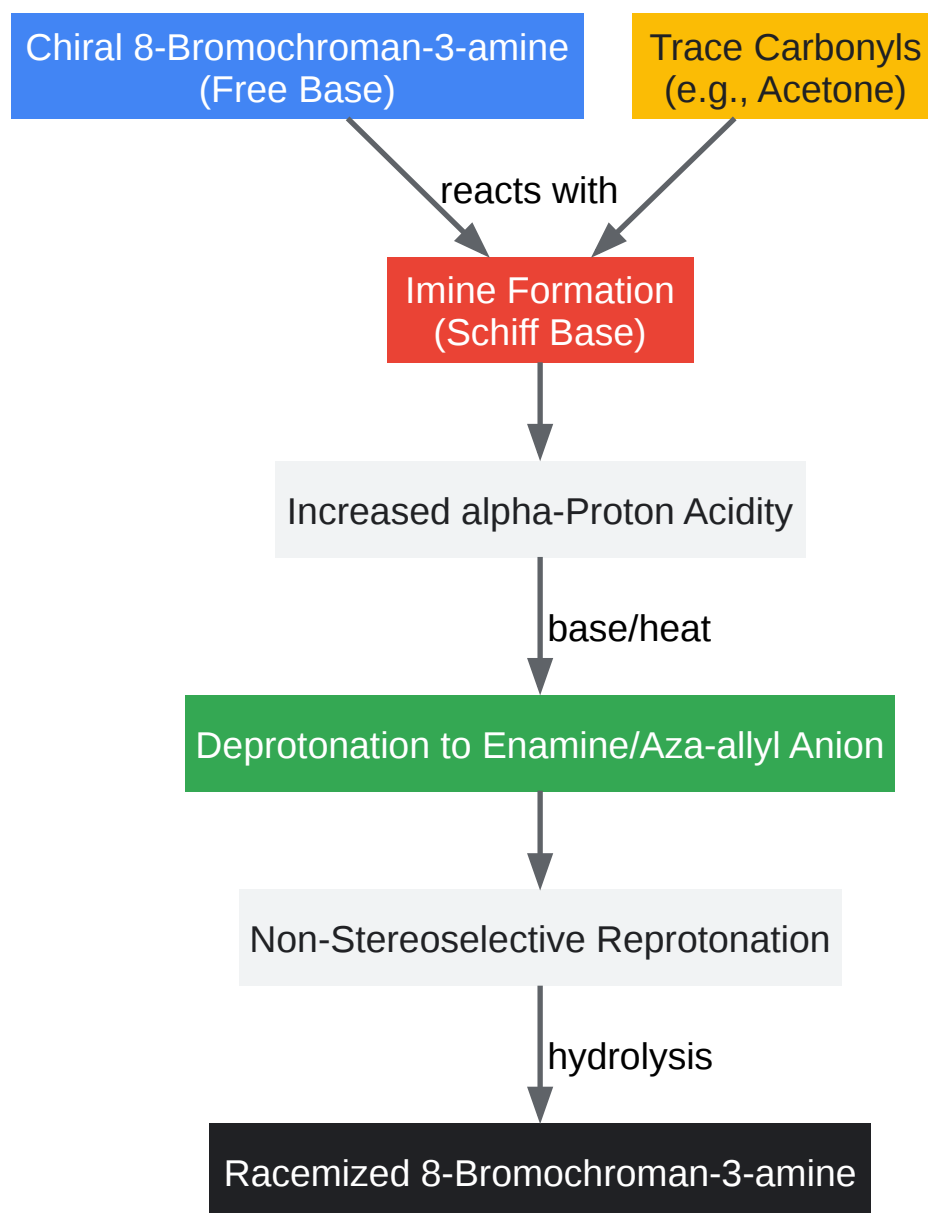 Chiral 8-Bromochroman-3-amine
(Free Base)
Trace Carbonyls
(e.g., Acetone)
reacts with
Imine Formation
(Schiff Base)
Increased alpha-Proton Acidity
base/heat
Deprotonation to Enamine/Aza-allyl Anion
Non-Stereoselective Reprotonation
hydrolysis
Racemized 8-Bromochroman-3-amine